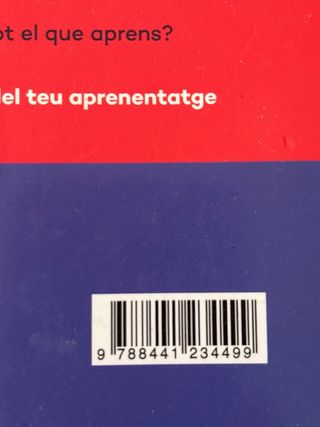 ot el que aprens?
del teu aprenentatge
9 788441 234499